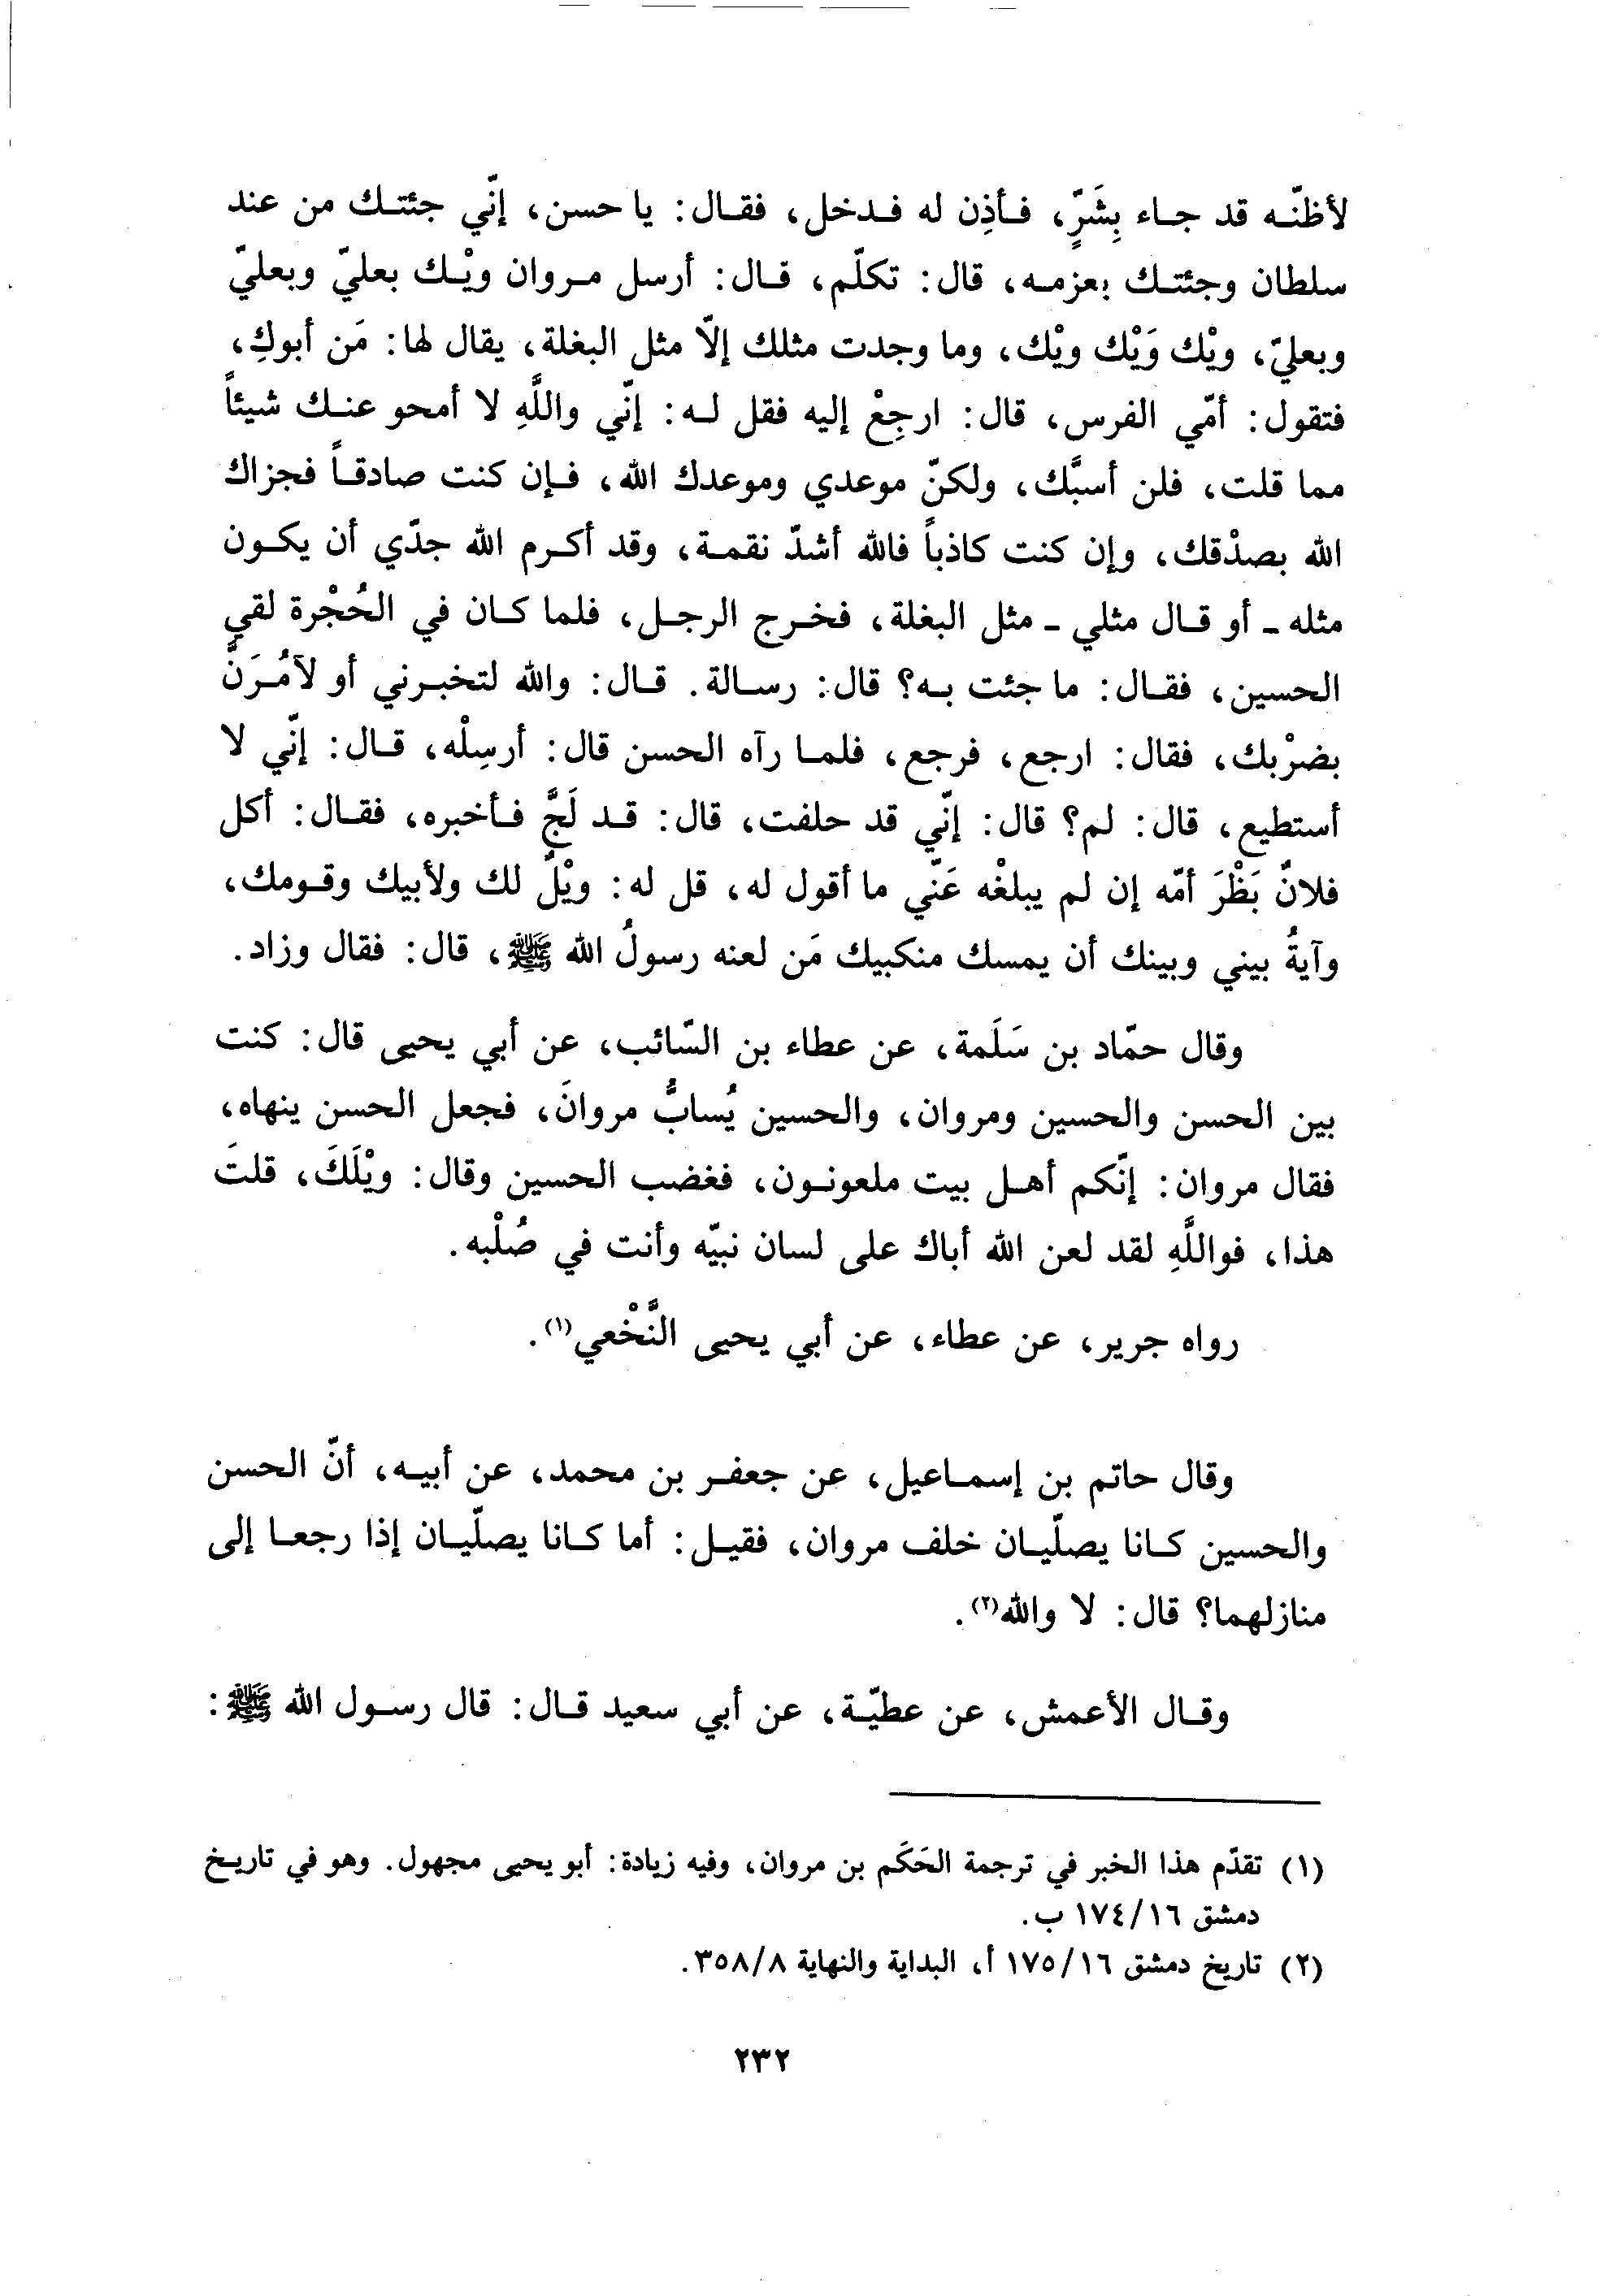 لأظنّه قد جاء بِشَرٍّ، فأذِن له فدخل، فقال: يا حسن، إنّي جئتك من عند
سلطان وجئتك بعزمه، قال: تكلّم، قال: أرسل مروان ويْك بعليّ وبعليّ
وبعليّ، ويْك وَيْك ويْك، وما وجدت مثلك إلّا مثل البغلة، يقال لها: مَن أبوكِ،
فتقول: أمّي الفرس، قال: ارجِعْ إليه فقل له: إنّي واللَّهِ لا أمحو عنك شيئاً
مما قلت، فلن أسبَّك، ولكنّ موعدي وموعدك الله، فإن كنت صادقاً فجزاك
الله بصدْقك، وإن كنت كاذباً فالله أشدّ نقمة، وقد أكرم الله جدّي أن يكون
مثله ـ أو قال مثلي ـ مثل البغلة، فخرج الرجل، فلما كان في الحُجْرة لقي
الحسين، فقال: ما جئت به؟ قال: رسالة. قال: والله لتخبرني أو لآمُرَنَّ
بضرْبك، فقال: ارجع، فرجع، فلما رآه الحسن قال: أرسِلْه، قال: إنّي لا
أستطيع، قال: لم؟ قال: إنّي قد حلفت، قال: قد لَجَّ فأخبره، فقال: أكل
فلانٌ بَظْرَ أمّه إن لم يبلغْه عَنّي ما أقول له، قل له: ويْلٌ لك ولأبيك وقومك،
وآيةُ بيني وبينك أن يمسك منكبيك مَن لعنه رسولُ الله ﷺ، قال: فقال وزاد.
وقال حمّاد بن سَلَمة، عن عطاء بن السّائب، عن أبي يحيى قال: كنت
بين الحسن والحسين ومروان، والحسين يُسابُّ مروانَ، فجعل الحسن ينهاه،
فقال مروان: إنّكم أهل بيت ملعونون، فغضب الحسين وقال: ويْلَكَ، قلتَ
هذا، فواللَّهِ لقد لعن الله أباك على لسان نبيّه وأنت في صُلْبه.
رواه جرير، عن عطاء، عن أبي يحيى النَّخْعي(١).
وقال حاتم بن إسماعيل، عن جعفر بن محمد، عن أبيه، أنّ الحسن
والحسين كانا يصلّيان خلف مروان، فقيل: أما كانا يصلّيان إذا رجعا إلى
منازلهما؟ قال: لا والله(٢).
وقال الأعمش، عن عطيّة، عن أبي سعيد قال: قال رسول الله ﷺ:
(١) تقدّم هذا الخبر في ترجمة الحَكَم بن مروان، وفيه زيادة: أبو يحيى مجهول. وهو في تاريخ
دمشق ١٧٤/١٦ ب.
(٢) تاريخ دمشق ١٧٥/١٦ أ، البداية والنهاية ٣٥٨/٨.
٢٣٢